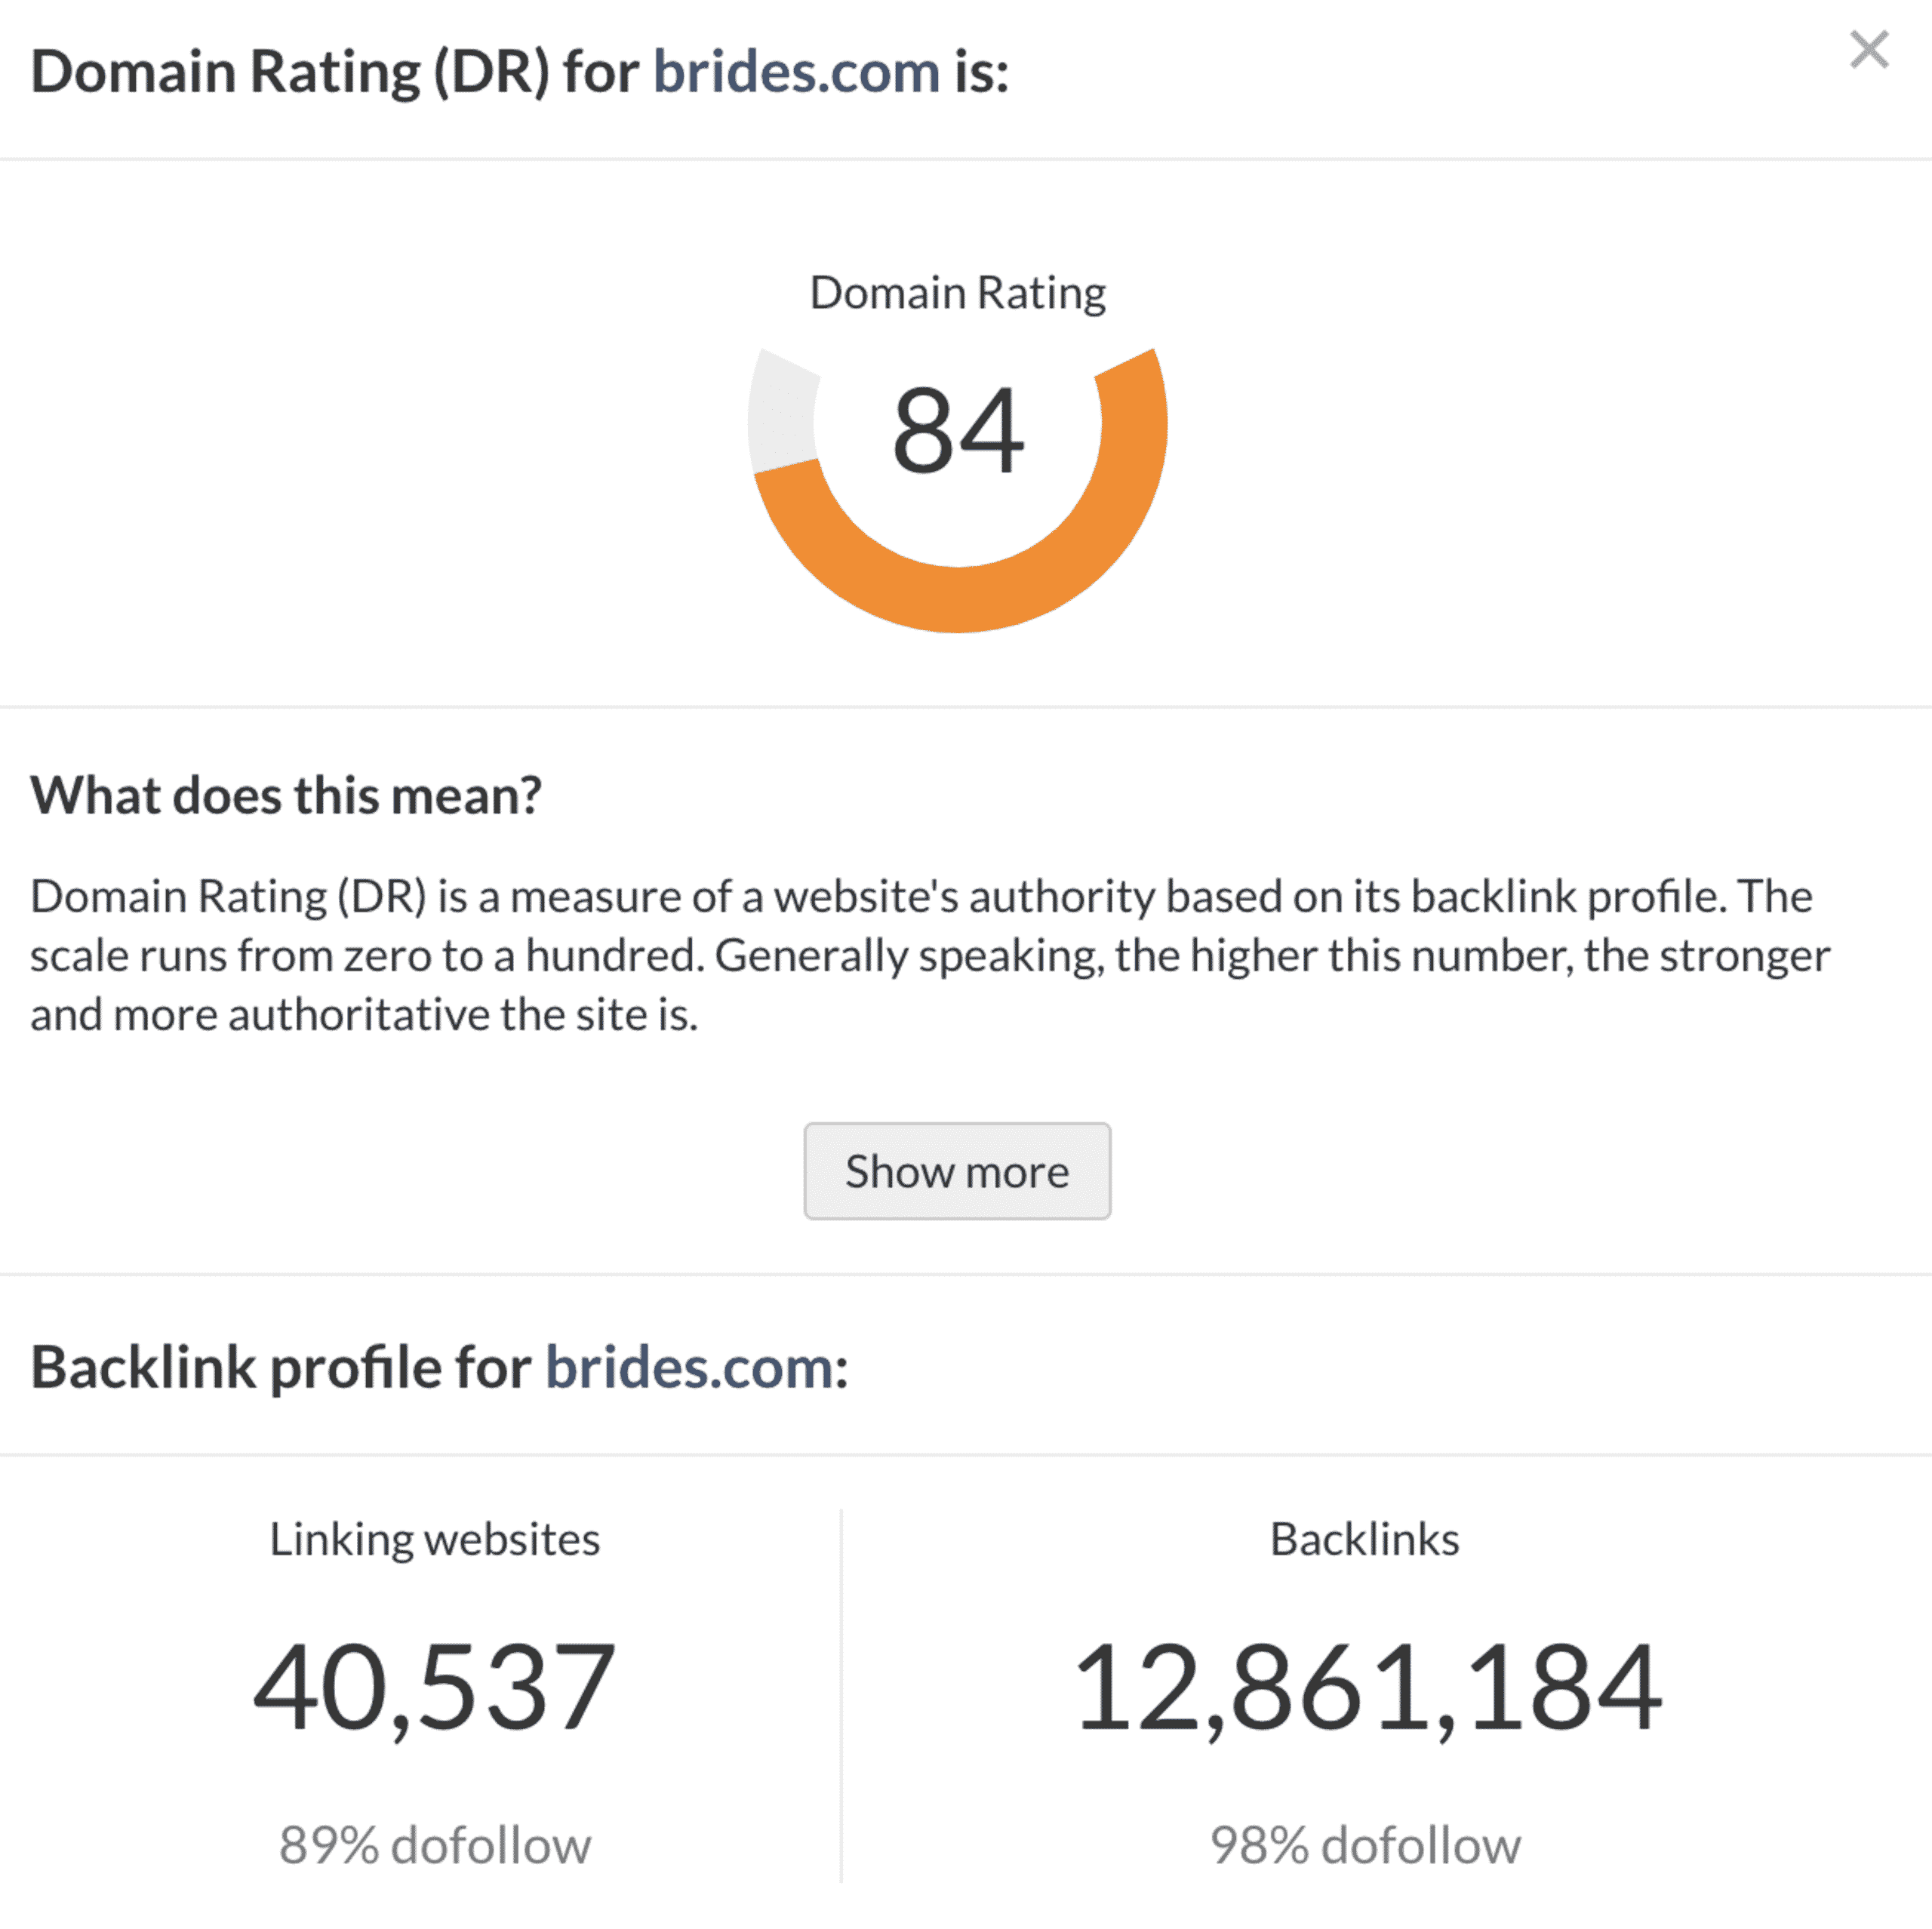 Domain Rating (DR) for brides.com is:
Domain Rating
84
What does this mean?
Domain Rating (DR) is a measure of a website's authority based on its backlink profile. The
scale runs from zero to a hundred. Generally speaking, the higher this number, the stronger
and more authoritative the site is.
Show more
Backlink profile for brides.com:
Linking websites
40,537
89% dofollow
Backlinks
12,861,184
98% dofollow